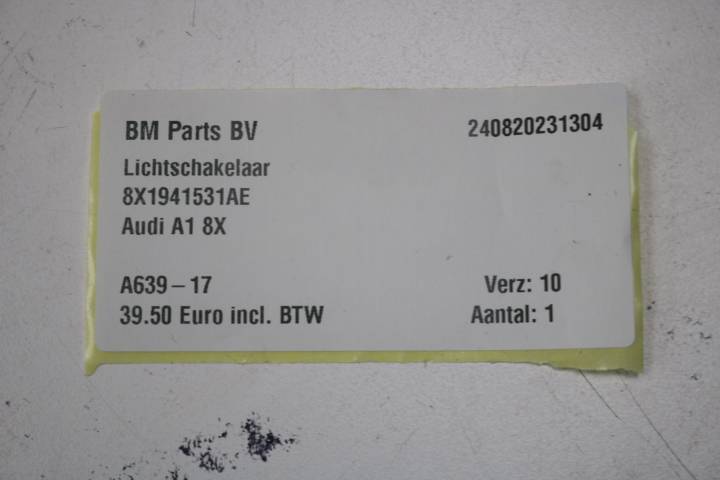 BM Parts BV 240820231304
Lichtschakelaar
8X1941531AE
Audi A1 8X
A639-17 Verz: 10
39.50 Euro incl. BTW Aantal: 1